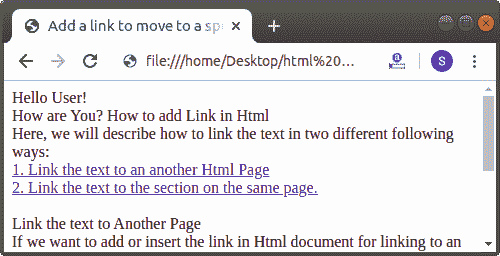 Add a link to move to a sp
file:///home/Desktop/html%20...
a
S
Hello User!
How are You? How to add Link in Html
Here, we will describe how to link the text in two different following
ways:
1. Link the text to an another Html Page
2. Link the text to the section on the same page.
Link the text to Another Page
If we want to add or insert the link in Html document for linking to an